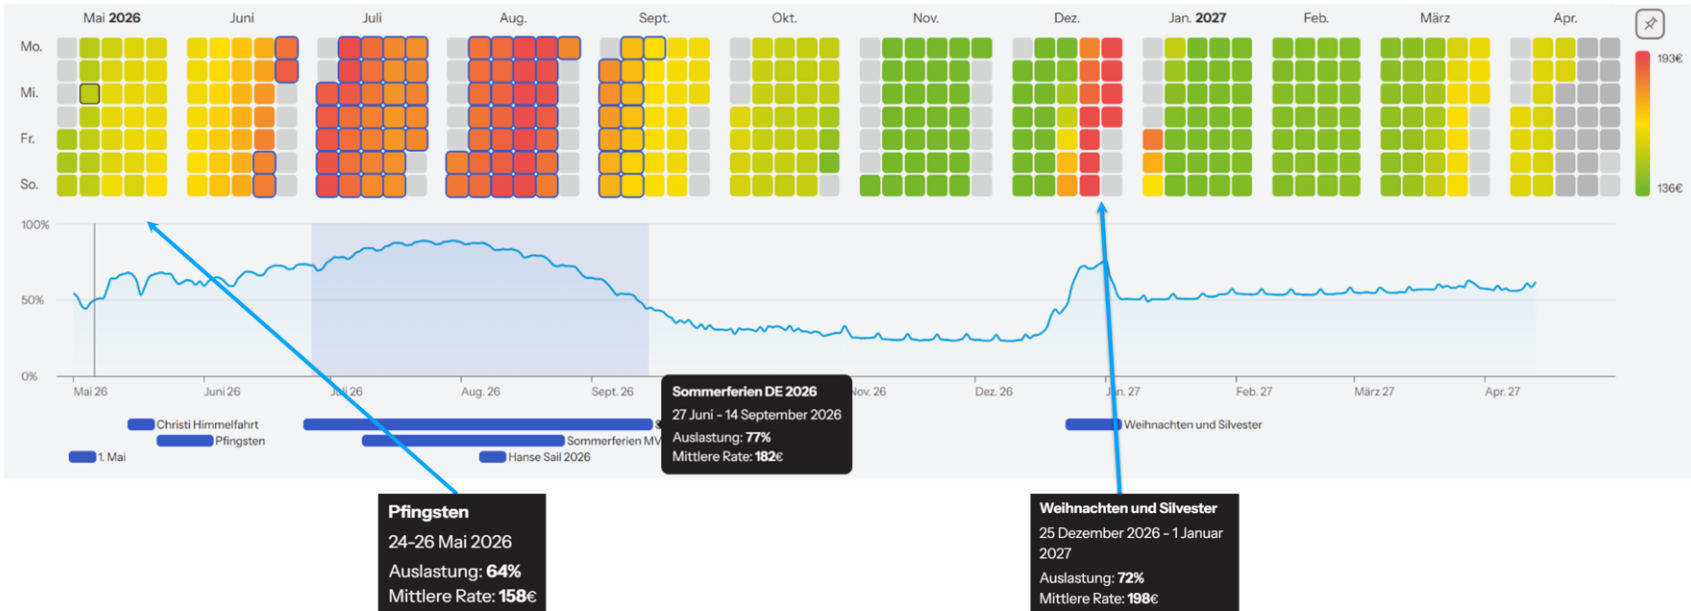 Mai 2026
Juni
Juli
Aug.
Sept.
Okt.
Nov.
Dez.
Jan. 2027
Feb.
März
Apr.
Mo.
Mi.
Fr.
So.
193€
136€
100%
50%
0%
Mai 26
Juni 26
Juli 26
Aug. 26
Sept. 26
Nov. 26
Dez. 26
Jan. 27
Feb. 27
März 27
Apr. 27
Christi Himmelfahrt
Pfingsten
Sommerferien MV
1. Mai
Hanse Sail 2026
Weihnachten und Silvester
Sommerferien DE 2026
27 Juni - 14 September 2026
Auslastung: 77%
Mittlere Rate: 182€
Pfingsten
24-26 Mai 2026
Auslastung: 64%
Mittlere Rate: 158€
Weihnachten und Silvester
25 Dezember 2026 - 1 Januar
2027
Auslastung: 72%
Mittlere Rate: 198€